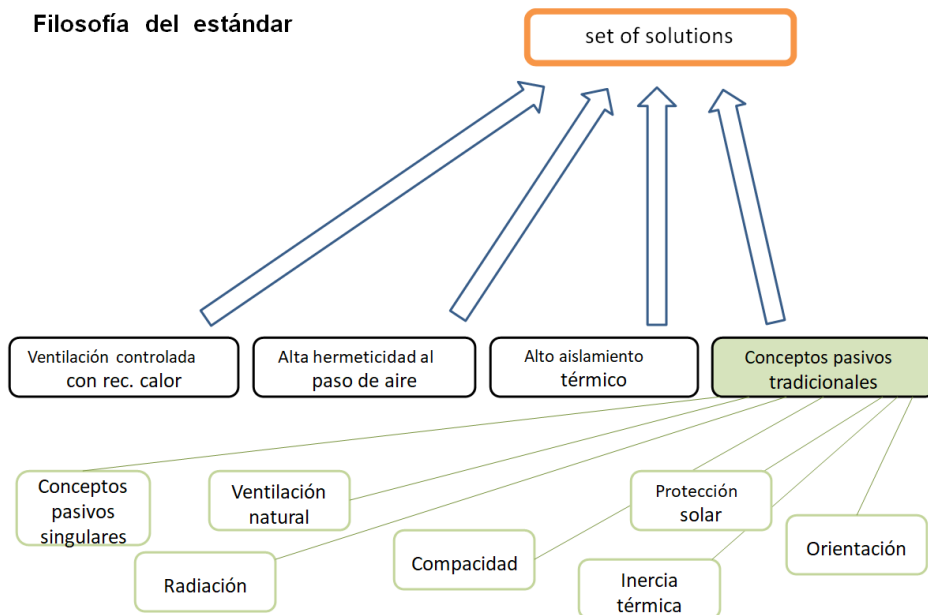 Filosofía del estándar
set of solutions
Ventilación controlada
con rec. calor
Alta hermeticidad al
paso de aire
Alto aislamiento
térmico
Conceptos pasivos
tradicionales
Conceptos
pasivos
singulares
Ventilación
natural
Protección
solar
Orientación
Radiación
Compacidad
Inercia
térmica